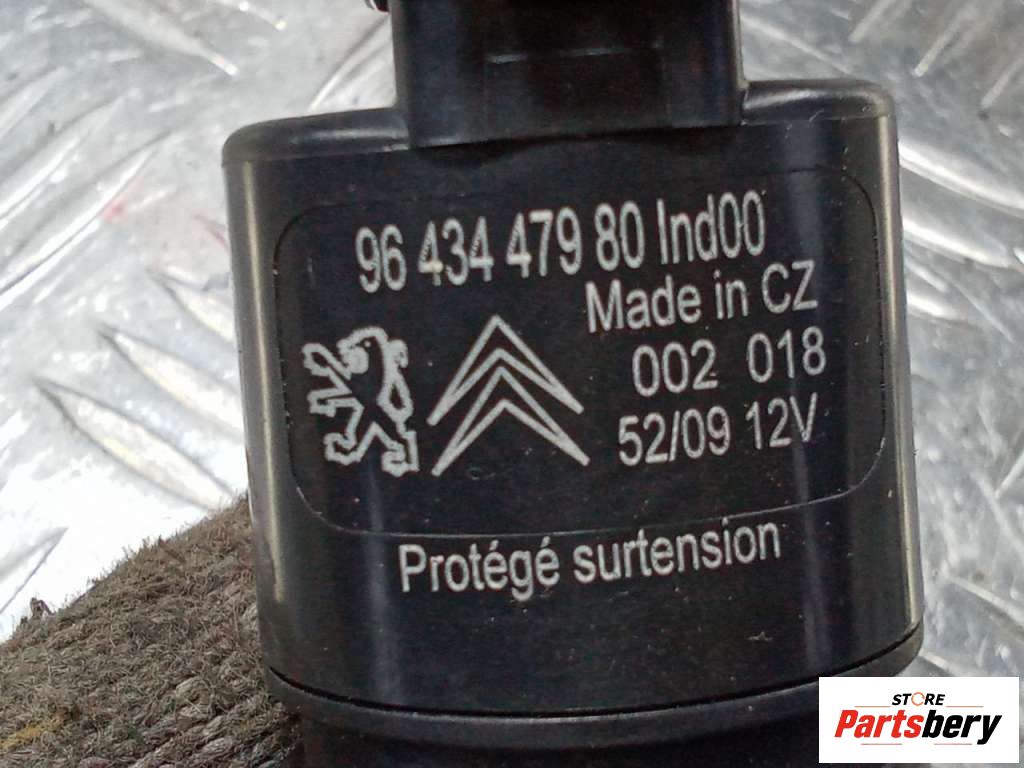 96 434 479 80 Ind00
Made in CZ
002 018
52/09 12V
Protégé surtension
STORE
Partsbery